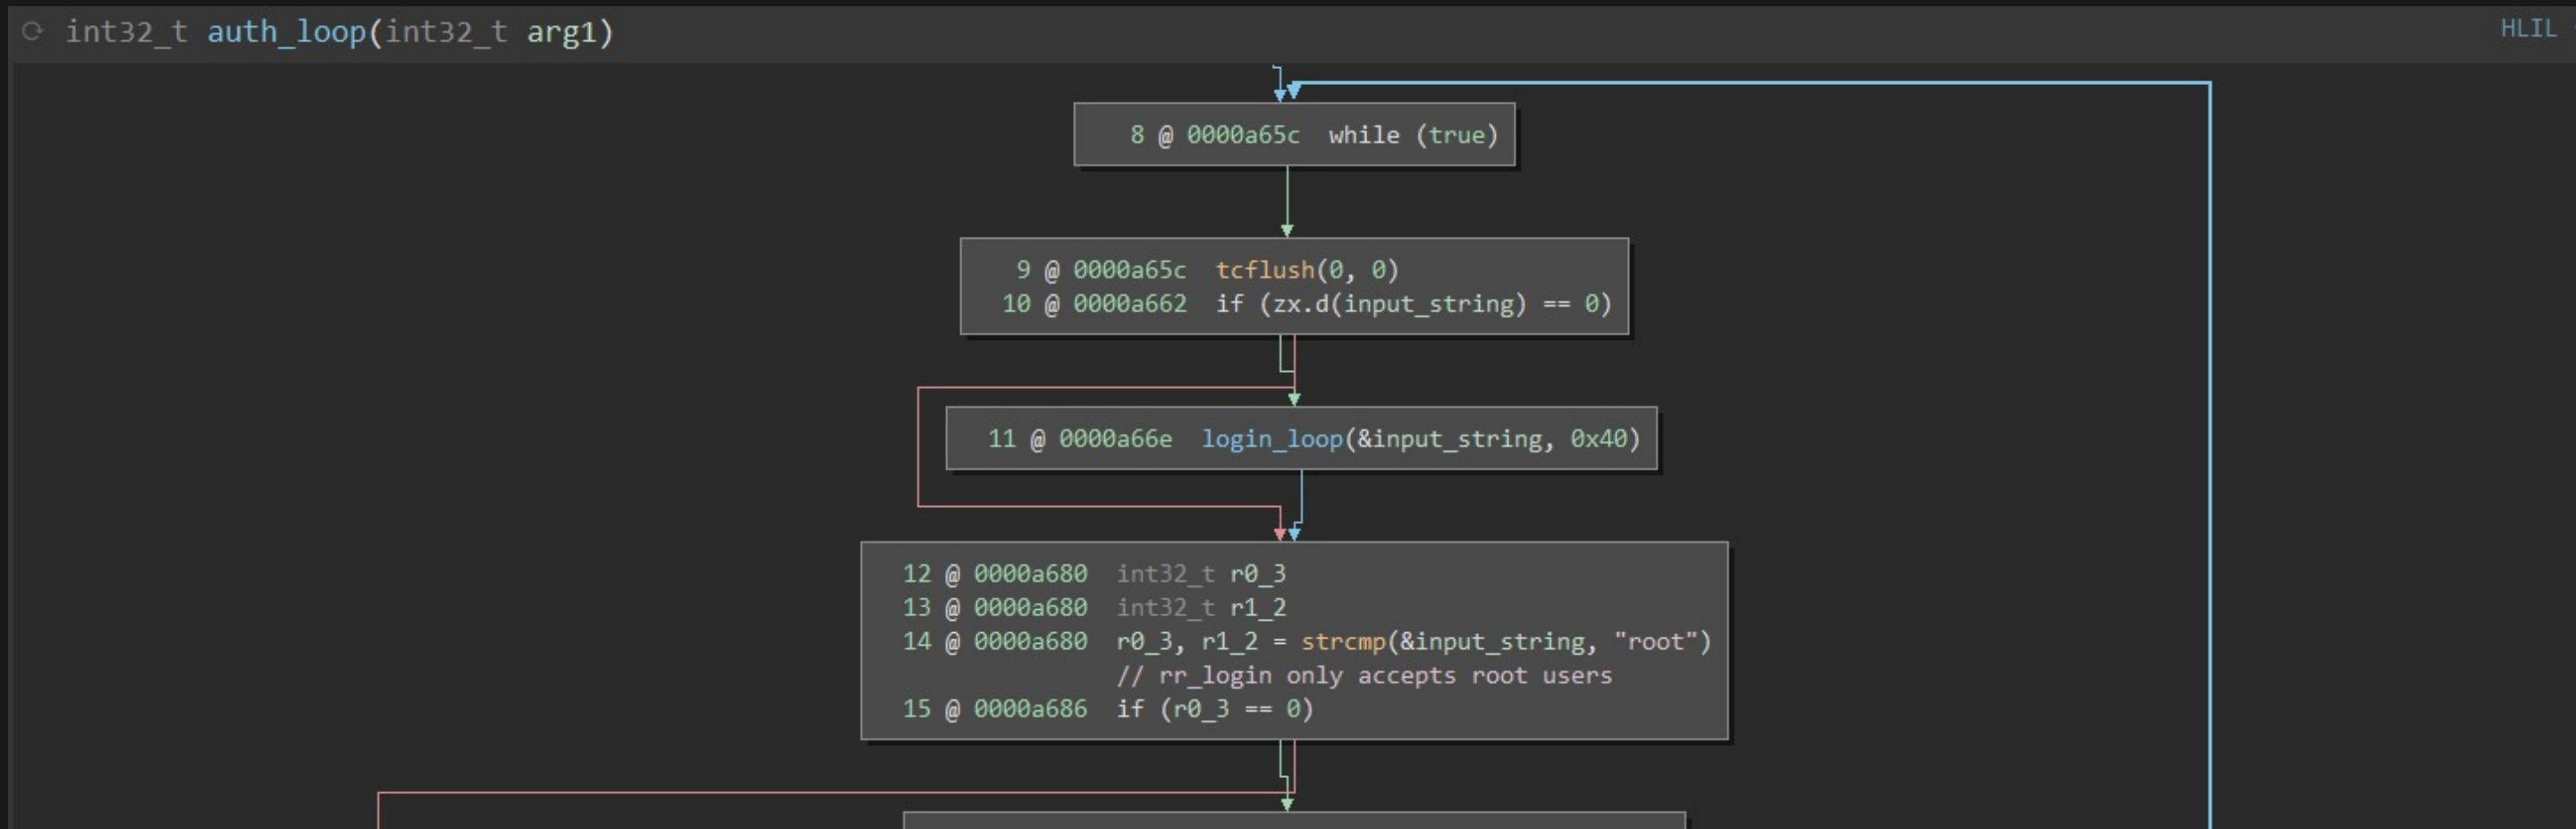 int32_t auth_loop(int32_t arg1)
HLIL
8 @ 0000a65c while (true)
9 @ 0000a65c tcflush(0, 0)
10 @ 0000a662 if (zx.d(input_string) == 0)
11 @ 0000a66e login_loop(&input_string, 0x40)
12 @ 0000a680 int32_t r0_3
13 @ 0000a680 int32_t r1_2
14 @ 0000a680 r0_3, r1_2 = strcmp(&input_string, "root")
// rr_login only accepts root users
15 @ 0000a686 if (r0_3 == 0)